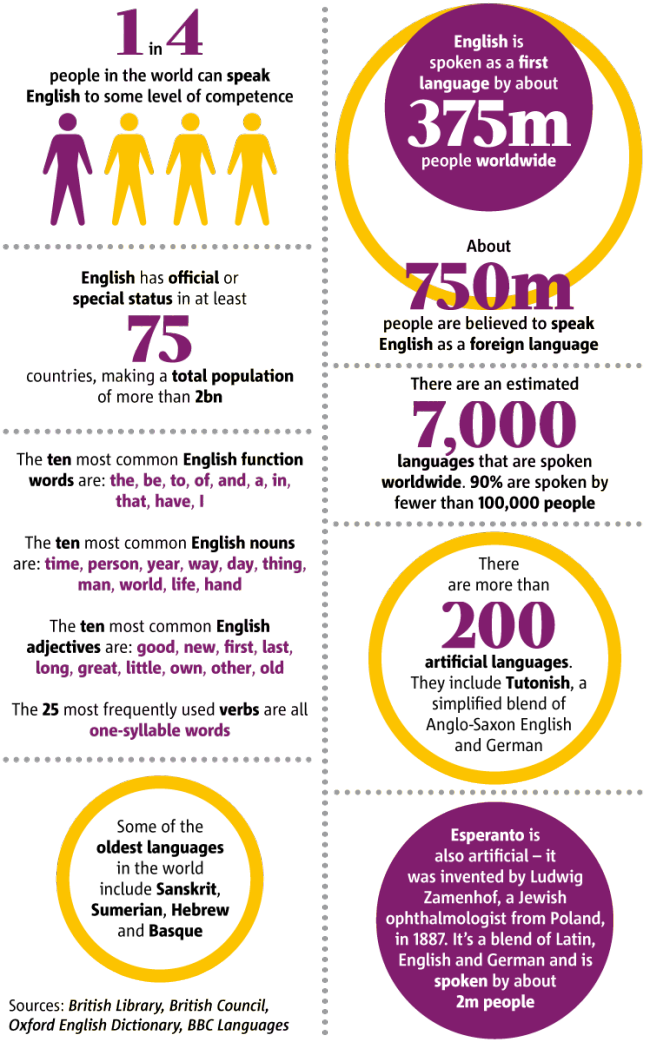 1 in 4
people in the world can speak
English to some level of competence
English has official or
special status in at least
75
countries, making a total population
of more than 2bn
The ten most common English function
words are: the, be, to, of, and, a, in,
that, have, I
The ten most common English nouns
are: time, person, year, way, day, thing,
man, world, life, hand
The ten most common English
adjectives are: good, new, first, last,
long, great, little, own, other, old
The 25 most frequently used verbs are all
one-syllable words
Some of the
oldest languages
in the world
include Sanskrit,
Sumerian, Hebrew
and Basque
Sources: British Library, British Council,
Oxford English Dictionary, BBC Languages
English is
spoken as a first
language by about
375m
people worldwide
About
750m
people are believed to speak
English as a foreign language
There are an estimated
7,000
languages that are spoken
worldwide. 90% are spoken by
fewer than 100,000 people
There
are more than
200
artificial languages.
They include Tutonish, a
simplified blend of
Anglo-Saxon English
and German
Esperanto is
also artificial – it
was invented by Ludwig
Zamenhof, a Jewish
ophthalmologist from Poland,
in 1887. It's a blend of Latin,
English and German and is
spoken by about
2m people